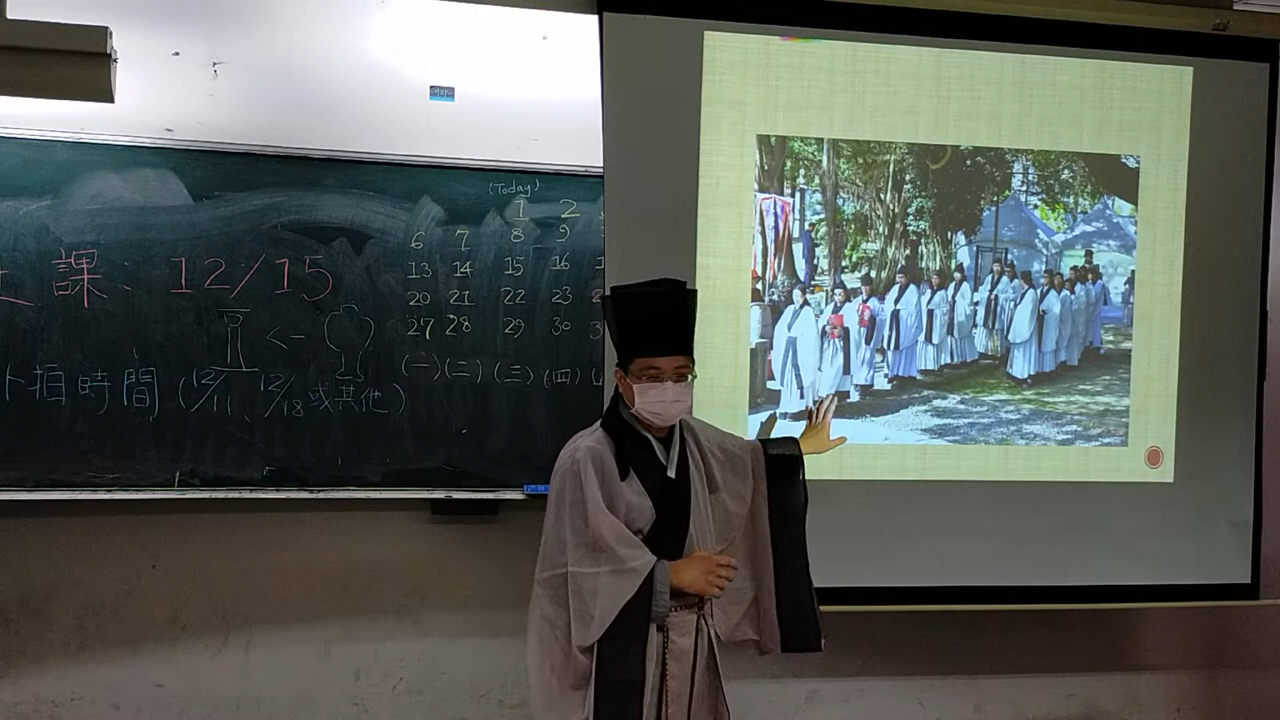 課: 12/15
拍時間 (12/11、12/18或其他)
(Today)
1 2
6 7 8 9
13 14 15 16
20 21 22 23
27 28 29 30
(一)(二)(三)(四)